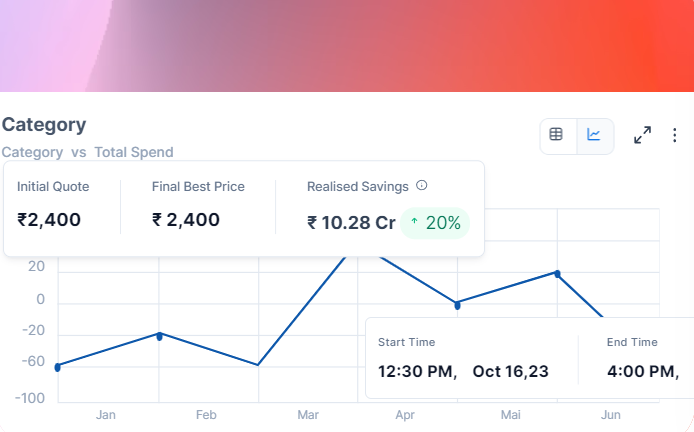 Category
Category vs Total Spend
Initial Quote
₹2,400
Final Best Price
₹ 2,400
Realised Savings
₹ 10.28 Cr
20%
20
0
-20
-60
-100
Start Time
12:30 PM, Oct 16,23
End Time
4:00 PM,
Jan
Feb
Mar
Apr
Mai
Jun